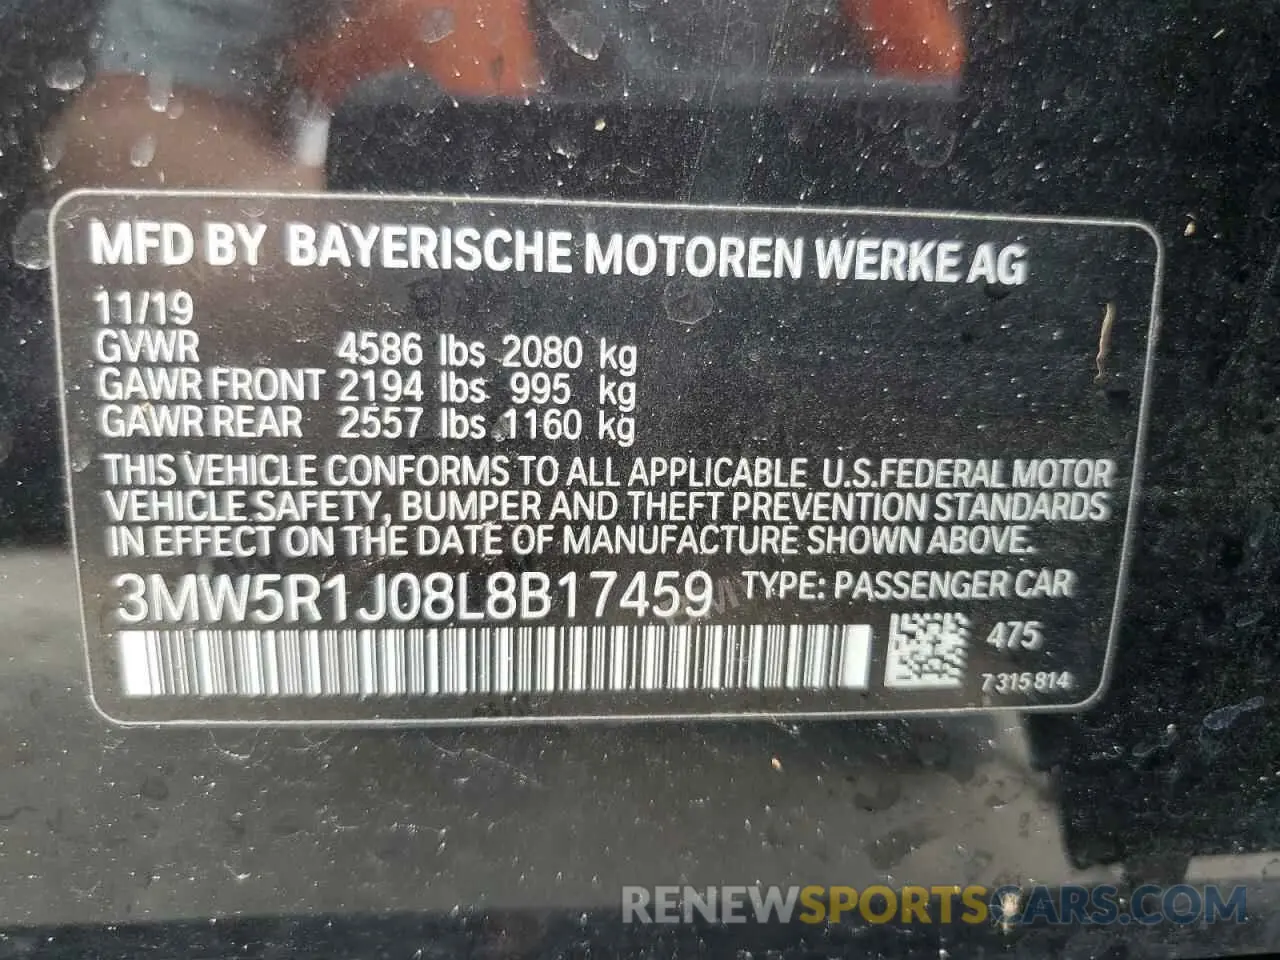 MFD BY BAYERISCHE MOTOREN WERKE AG
11/19
GVWR 4586 lbs 2080 kg
GAWR FRONT 2194 lbs 995 kg
GAWR REAR 2557 lbs 1160 kg
THIS VEHICLE CONFORMS TO ALL APPLICABLE U.S.FEDERAL MOTOR
VEHICLE SAFETY, BUMPER AND THEFT PREVENTION STANDARDS
IN EFFECT ON THE DATE OF MANUFACTURE SHOWN ABOVE.
3MW5R1J08L8B17459 TYPE: PASSENGER CAR
475
7315814
RENEWSPORTSCARS.COM